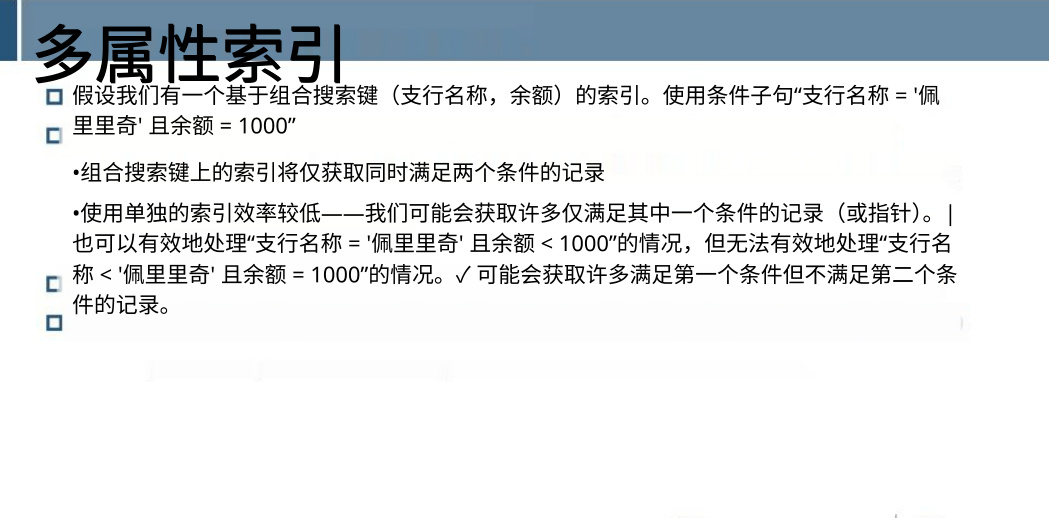 多属性索引
假设我们有一个基于组合搜索键（支行名称，余额）的索引。使用条件子句“支行名称 = '佩
里里奇' 且余额 = 1000”
•组合搜索键上的索引将仅获取同时满足两个条件的记录
•使用单独的索引效率较低——我们可能会获取许多仅满足其中一个条件的记录（或指针）。|
也可以有效地处理“支行名称 = '佩里里奇' 且余额 < 1000”的情况，但无法有效地处理“支行名
称 < '佩里里奇' 且余额 = 1000”的情况。✓ 可能会获取许多满足第一个条件但不满足第二个条
件的记录。